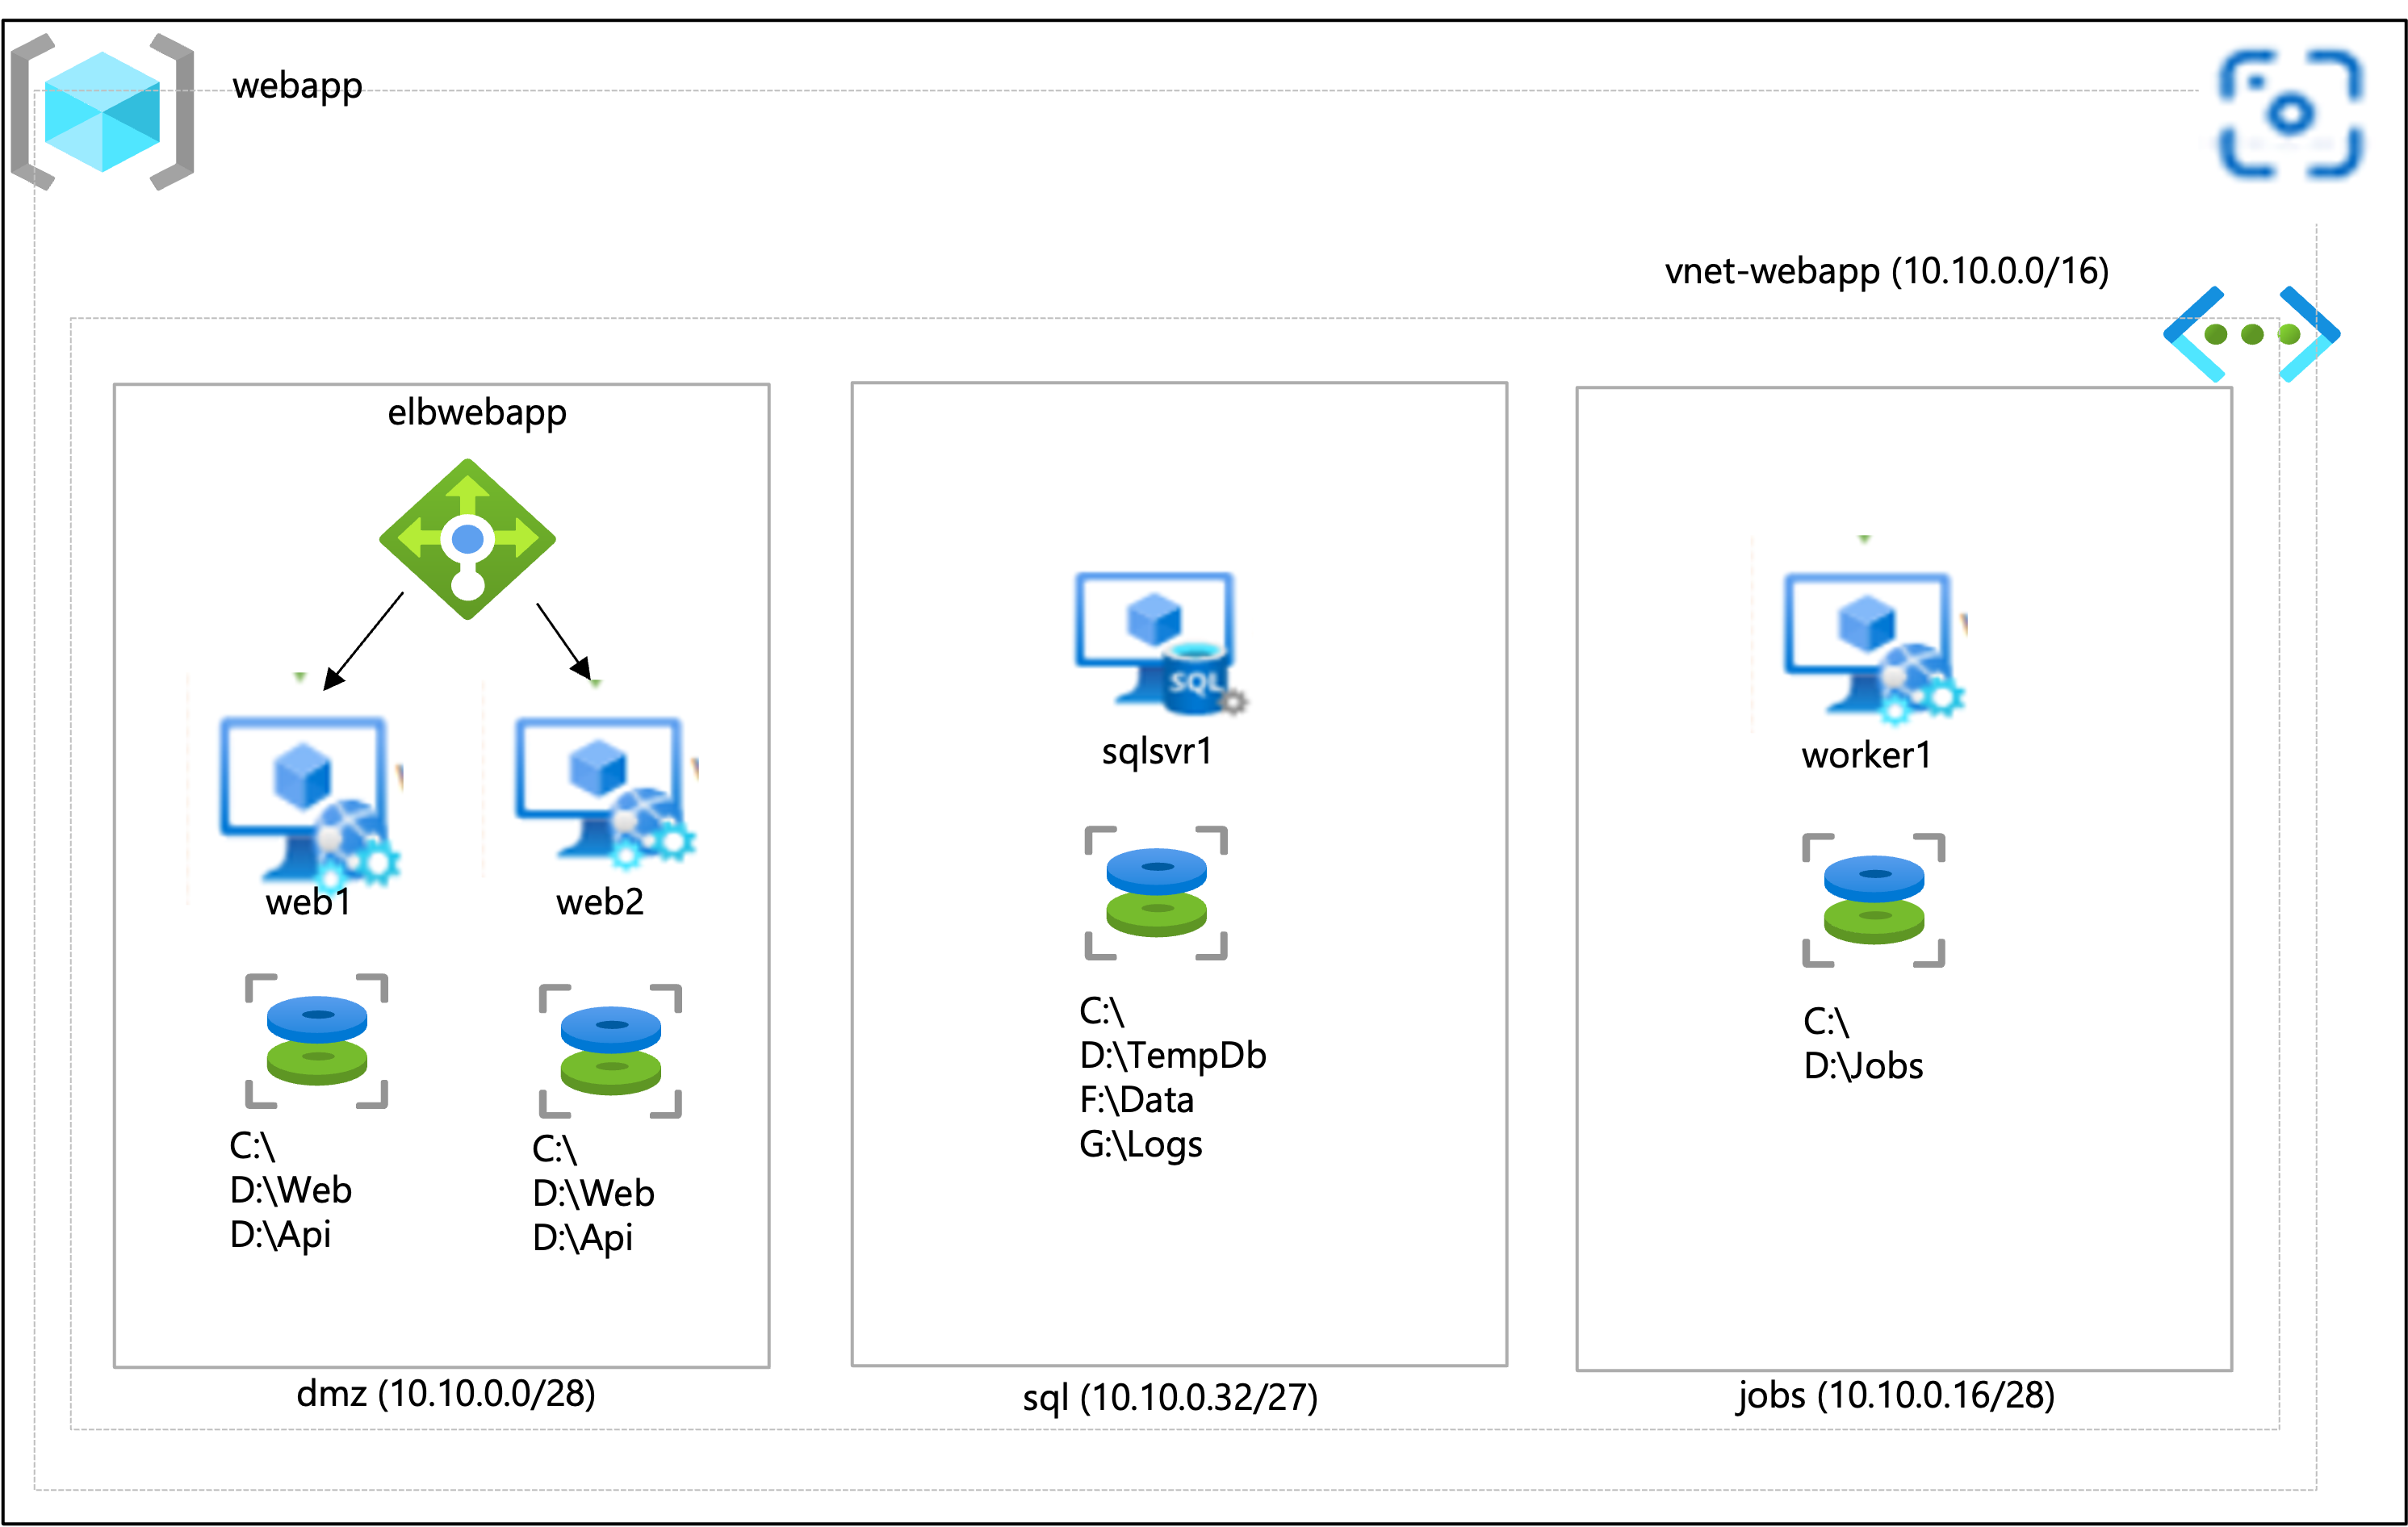 webapp
vnet-webapp (10.10.0.0/16)
elbwebapp
web1
web2
C:\
D:\Web
D:\Api
C:\
D:\Web
D:\Api
dmz (10.10.0.0/28)
SQL
sqlsvr1
C:\
D:\TempDb
F:\Data
G:\Logs
sql (10.10.0.32/27)
worker1
C:\
D:\Jobs
jobs (10.10.0.16/28)